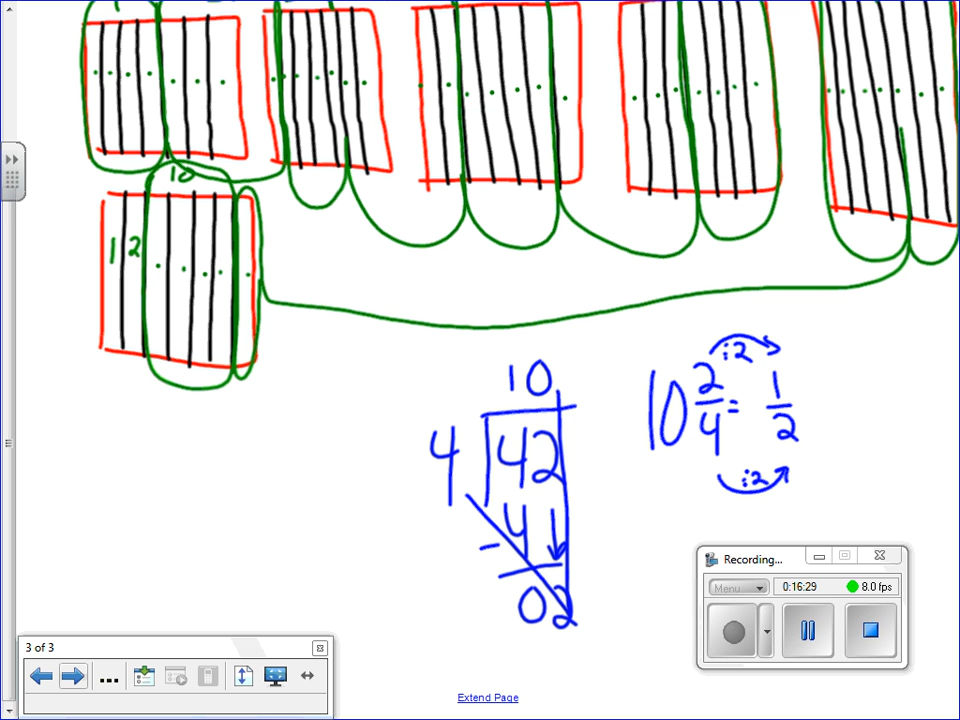 10
12
10
4 42
4
- 
02
10 2/4 = 1/2
:2
:2
Recording...
Menu
0:16:29 8.0 fps
3 of 3
...
Extend Page